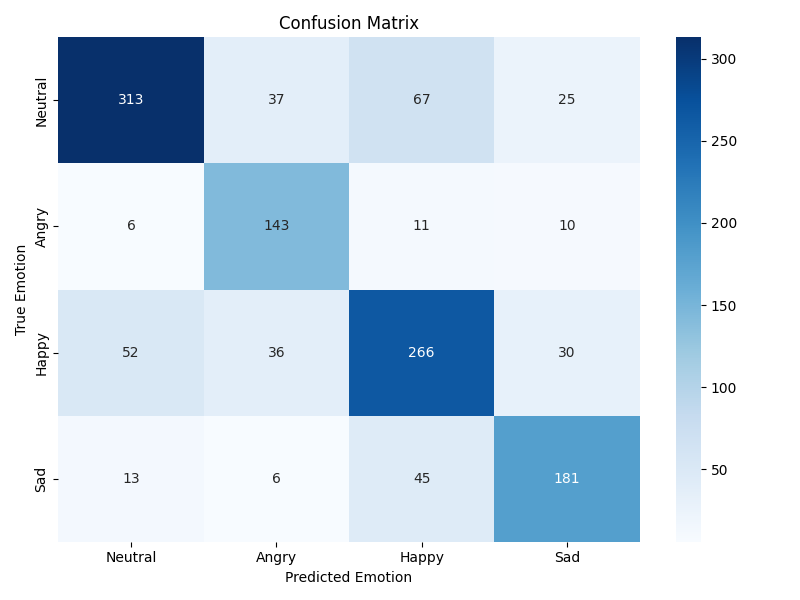 Confusion Matrix
Neutral 313 37 67 25
Angry 6 143 11 10
Happy 52 36 266 30
Sad 13 6 45 181
Neutral Angry Happy Sad
Predicted Emotion
True Emotion
300
250
200
150
100
50